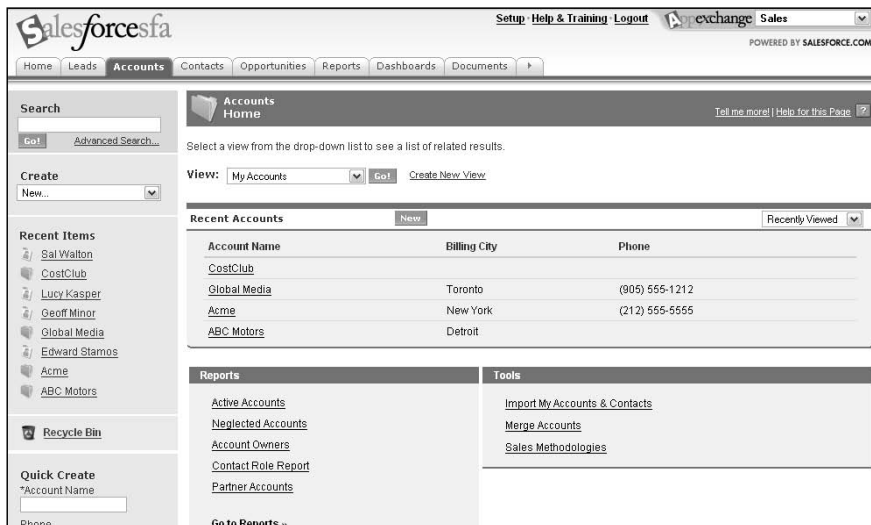 Salesforcesfa
Setup · Help & Training · Logout
Appexchange Sales
POWERED BY SALESFORCE.COM
Home Leads Accounts Contacts Opportunities Reports Dashboards Documents
Search
Go! Advanced Search...
Create
New...
Recent Items
Sal Walton
CostClub
Lucy Kasper
Geoff Minor
Global Media
Edward Stamos
Acme
ABC Motors
Recycle Bin
Quick Create
*Account Name
Phone
Accounts
Home
Tell me more! | Help for this Page ?
Select a view from the drop-down list to see a list of related results.
View: My Accounts Go! Create New View
Recent Accounts New Recently Viewed
Account Name Billing City Phone
CostClub
Global Media Toronto (905) 555-1212
Acme New York (212) 555-5555
ABC Motors Detroit
Reports
Active Accounts
Neglected Accounts
Account Owners
Contact Role Report
Partner Accounts
Go to Reports »
Tools
Import My Accounts & Contacts
Merge Accounts
Sales Methodologies